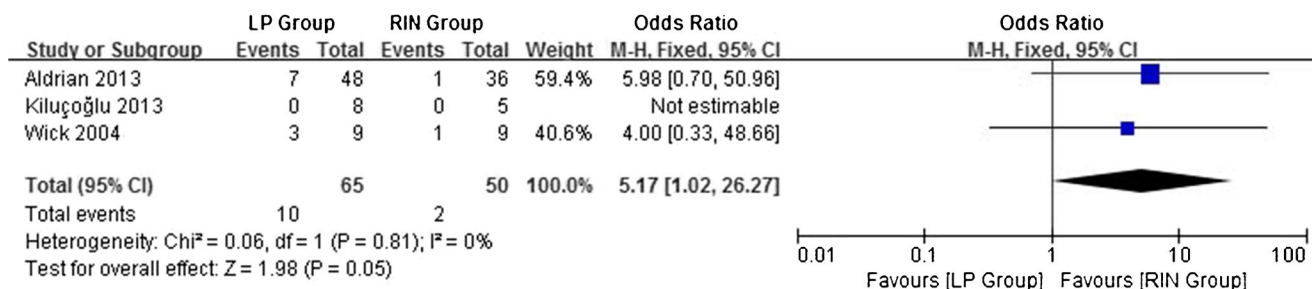 LP Group RIN Group Odds Ratio Odds Ratio
Study or Subgroup Events Total Events Total Weight M-H, Fixed, 95% CI M-H, Fixed, 95% CI
Aldrian 2013 7 48 1 36 59.4% 5.98 [0.70, 50.96]
Kiluçoğlu 2013 0 8 0 5 Not estimable
Wick 2004 3 9 1 9 40.6% 4.00 [0.33, 48.66]
Total (95% CI) 65 50 100.0% 5.17 [1.02, 26.27]
Total events 10 2
Heterogeneity: Chi² = 0.06, df = 1 (P = 0.81); I² = 0%
Test for overall effect: Z = 1.98 (P = 0.05)
0.01 0.1 1 10 100
Favours [LP Group] Favours [RIN Group]